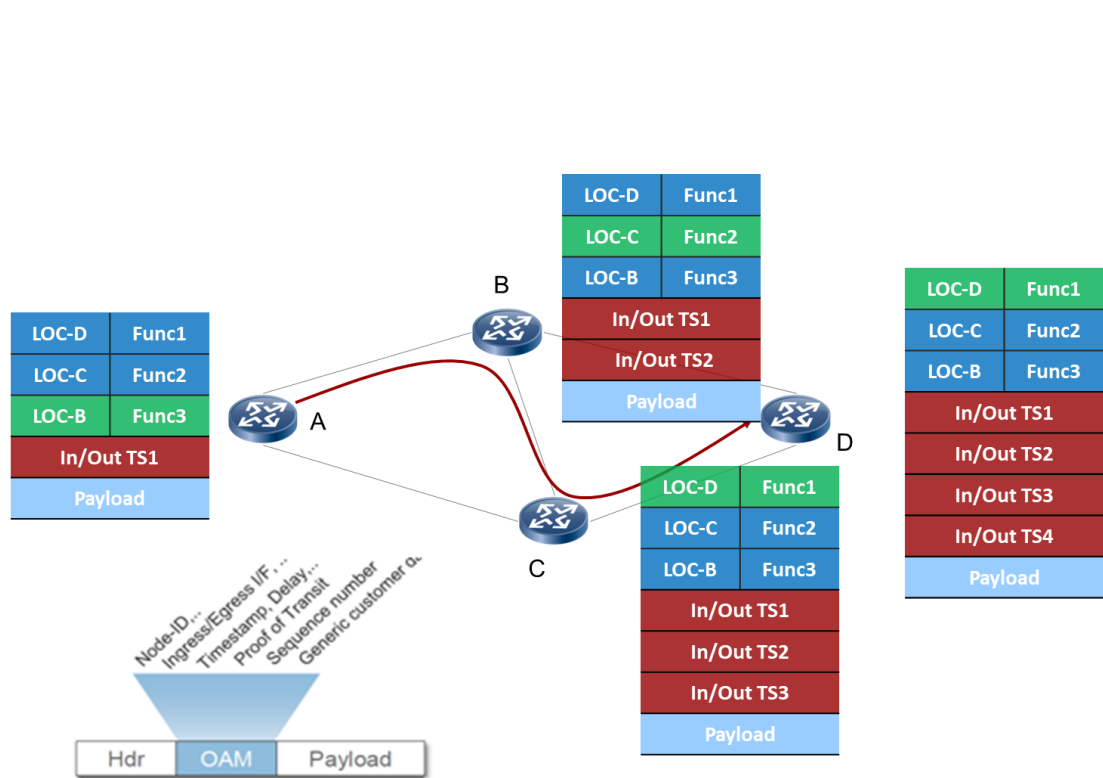 LOC-D Func1
LOC-C Func2
LOC-B Func3
In/Out TS1
In/Out TS2
Payload
B
LOC-D Func1
LOC-C Func2
LOC-B Func3
In/Out TS1
In/Out TS2
In/Out TS3
In/Out TS4
Payload
LOC-D Func1
LOC-C Func2
LOC-B Func3
In/Out TS1
Payload
A
D
LOC-D Func1
LOC-C Func2
LOC-B Func3
In/Out TS1
In/Out TS2
In/Out TS3
Payload
C
Node-ID,..
Ingress/Egress I/F,..
Timestamp, Delay,..
Proof of Transit
Sequence number
Generic customer
Hdr OAM Payload